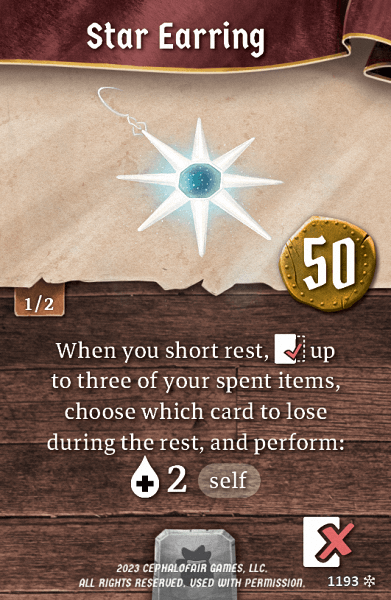 Star Earring
50
1/2
When you short rest, up
to three of your spent items,
choose which card to lose
during the rest, and perform:
2 self
2023 CEPHALOFAIR GAMES, LLC.
ALL RIGHTS RESERVED. USED WITH PERMISSION.
1193